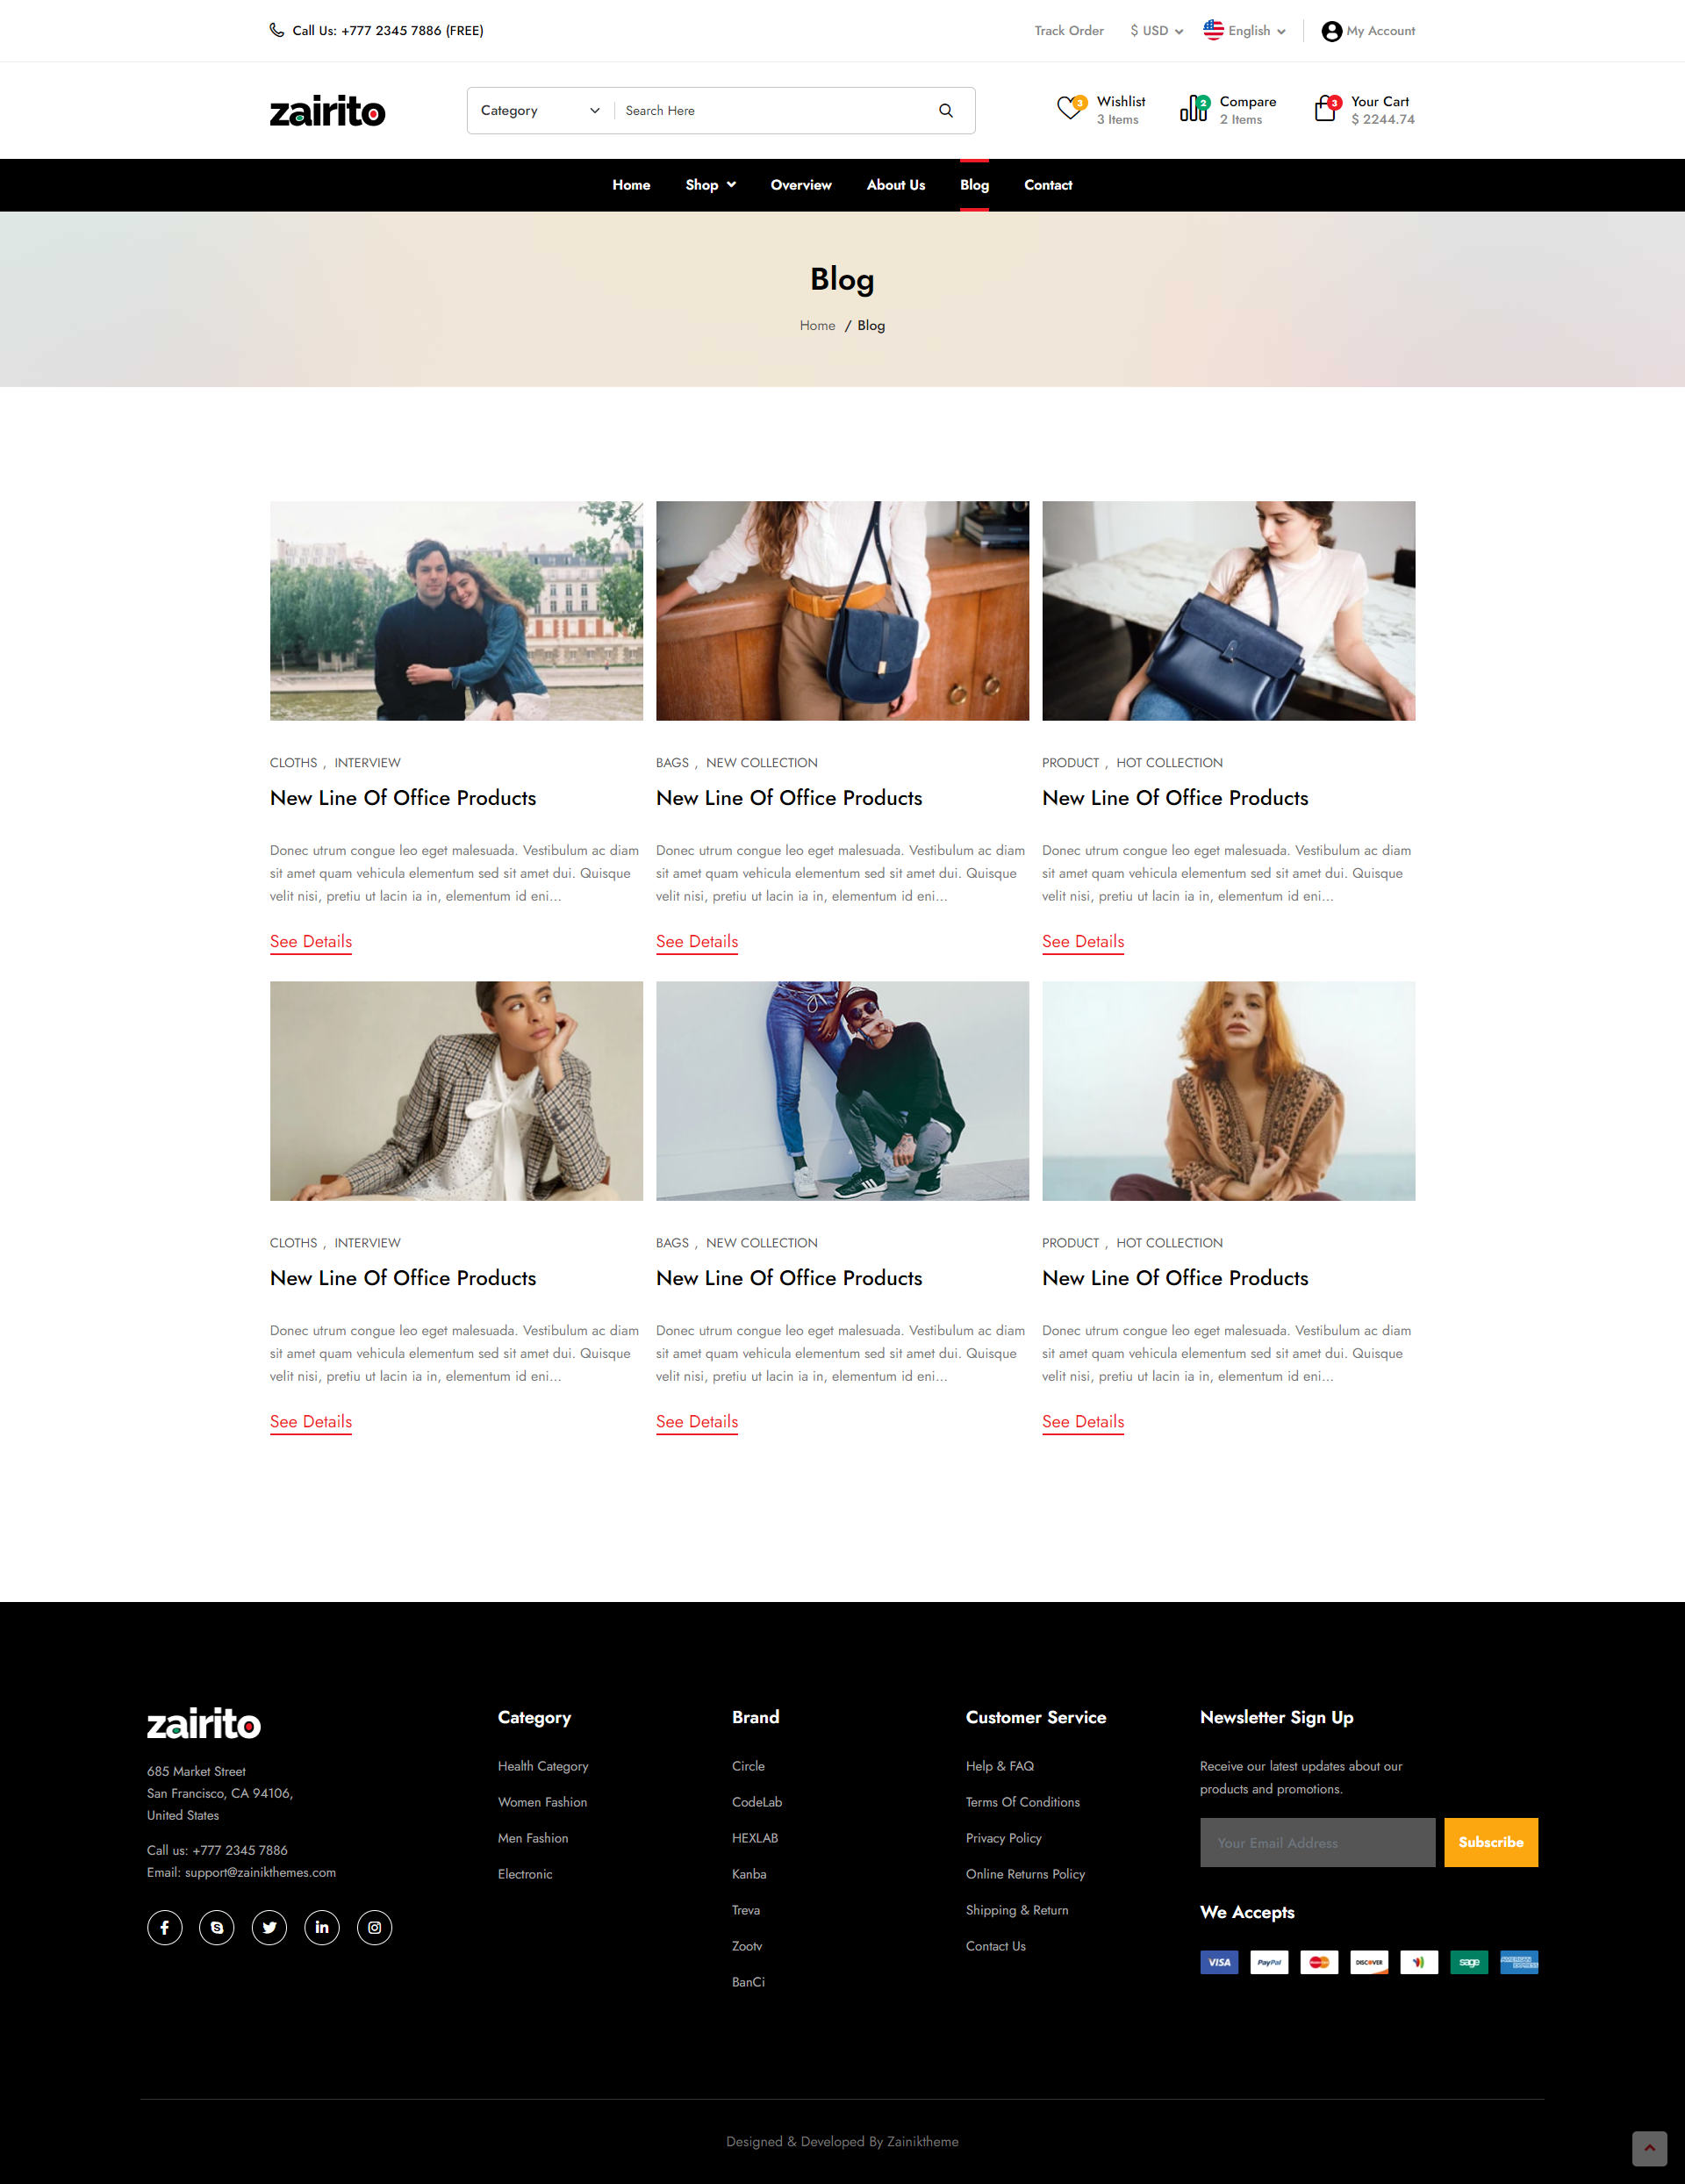 Call Us: +777 2345 7886 (FREE)
Track Order
$ USD
English
My Account
zairito
Category
Search Here
3
Wishlist
3 Items
2
Compare
2 Items
3
Your Cart
$ 2244.74
Home
Shop
Overview
About Us
Blog
Contact
Blog
Home / Blog
CLOTHS , INTERVIEW
New Line Of Office Products
Donec utrum congue leo eget malesuada. Vestibulum ac diam
sit amet quam vehicula elementum sed sit amet dui. Quisque
velit nisi, pretiu ut lacin ia in, elementum id eni...
See Details
BAGS , NEW COLLECTION
New Line Of Office Products
Donec utrum congue leo eget malesuada. Vestibulum ac diam
sit amet quam vehicula elementum sed sit amet dui. Quisque
velit nisi, pretiu ut lacin ia in, elementum id eni...
See Details
PRODUCT , HOT COLLECTION
New Line Of Office Products
Donec utrum congue leo eget malesuada. Vestibulum ac diam
sit amet quam vehicula elementum sed sit amet dui. Quisque
velit nisi, pretiu ut lacin ia in, elementum id eni...
See Details
CLOTHS , INTERVIEW
New Line Of Office Products
Donec utrum congue leo eget malesuada. Vestibulum ac diam
sit amet quam vehicula elementum sed sit amet dui. Quisque
velit nisi, pretiu ut lacin ia in, elementum id eni...
See Details
BAGS , NEW COLLECTION
New Line Of Office Products
Donec utrum congue leo eget malesuada. Vestibulum ac diam
sit amet quam vehicula elementum sed sit amet dui. Quisque
velit nisi, pretiu ut lacin ia in, elementum id eni...
See Details
PRODUCT , HOT COLLECTION
New Line Of Office Products
Donec utrum congue leo eget malesuada. Vestibulum ac diam
sit amet quam vehicula elementum sed sit amet dui. Quisque
velit nisi, pretiu ut lacin ia in, elementum id eni...
See Details
zairito
685 Market Street
San Francisco, CA 94106,
United States
Call us: +777 2345 7886
Email: support@zainikthemes.com
Category
Health Category
Women Fashion
Men Fashion
Electronic
Brand
Circle
CodeLab
HEXLAB
Kanba
Treva
Zootv
BanCi
Customer Service
Help & FAQ
Terms Of Conditions
Privacy Policy
Online Returns Policy
Shipping & Return
Contact Us
Newsletter Sign Up
Receive our latest updates about our
products and promotions.
Your Email Address
Subscribe
We Accepts
VISA
PayPal
DISCOVER
sage
AMERICAN EXPRESS
Designed & Developed By Zainiktheme